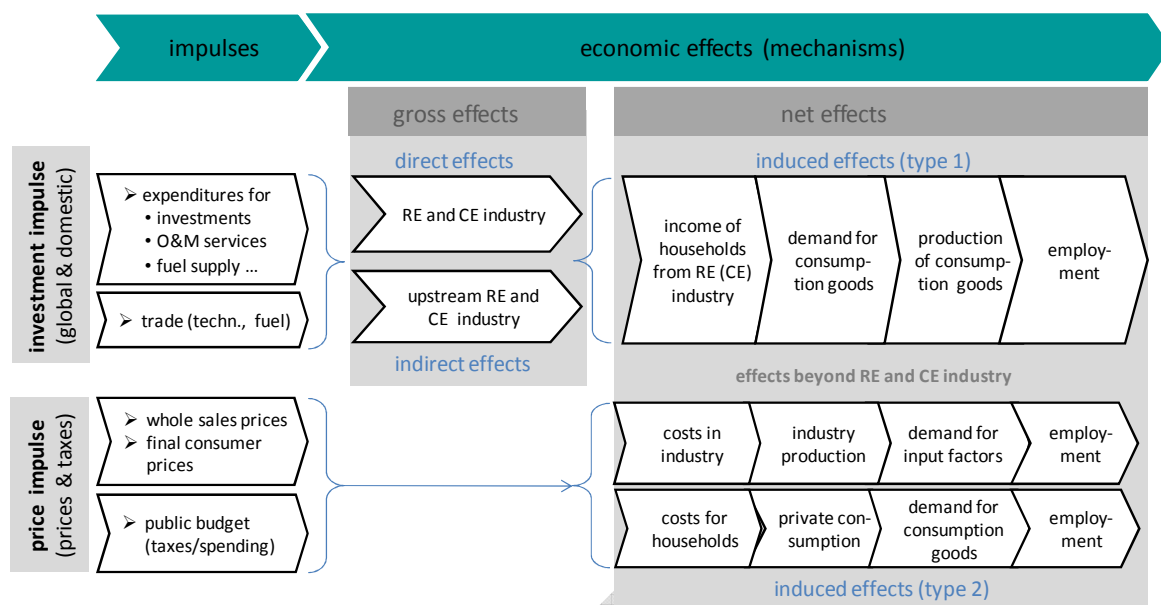 impulses
economic effects (mechanisms)
gross effects
net effects
investment impulse
(global & domestic)
➢ expenditures for
• investments
• O&M services
• fuel supply ...
➢ trade (techn., fuel)
direct effects
RE and CE industry
upstream RE and
CE industry
indirect effects
induced effects (type 1)
income of
households
from RE (CE)
industry
demand for
consump-
tion goods
production
of consump-
tion goods
employ-
ment
effects beyond RE and CE industry
price impulse
(prices & taxes)
➢ whole sales prices
➢ final consumer
prices
➢ public budget
(taxes/spending)
costs in
industry
industry
production
demand for
input factors
employ-
ment
costs for
households
private con-
sumption
demand for
consumption
goods
employ-
ment
induced effects (type 2)